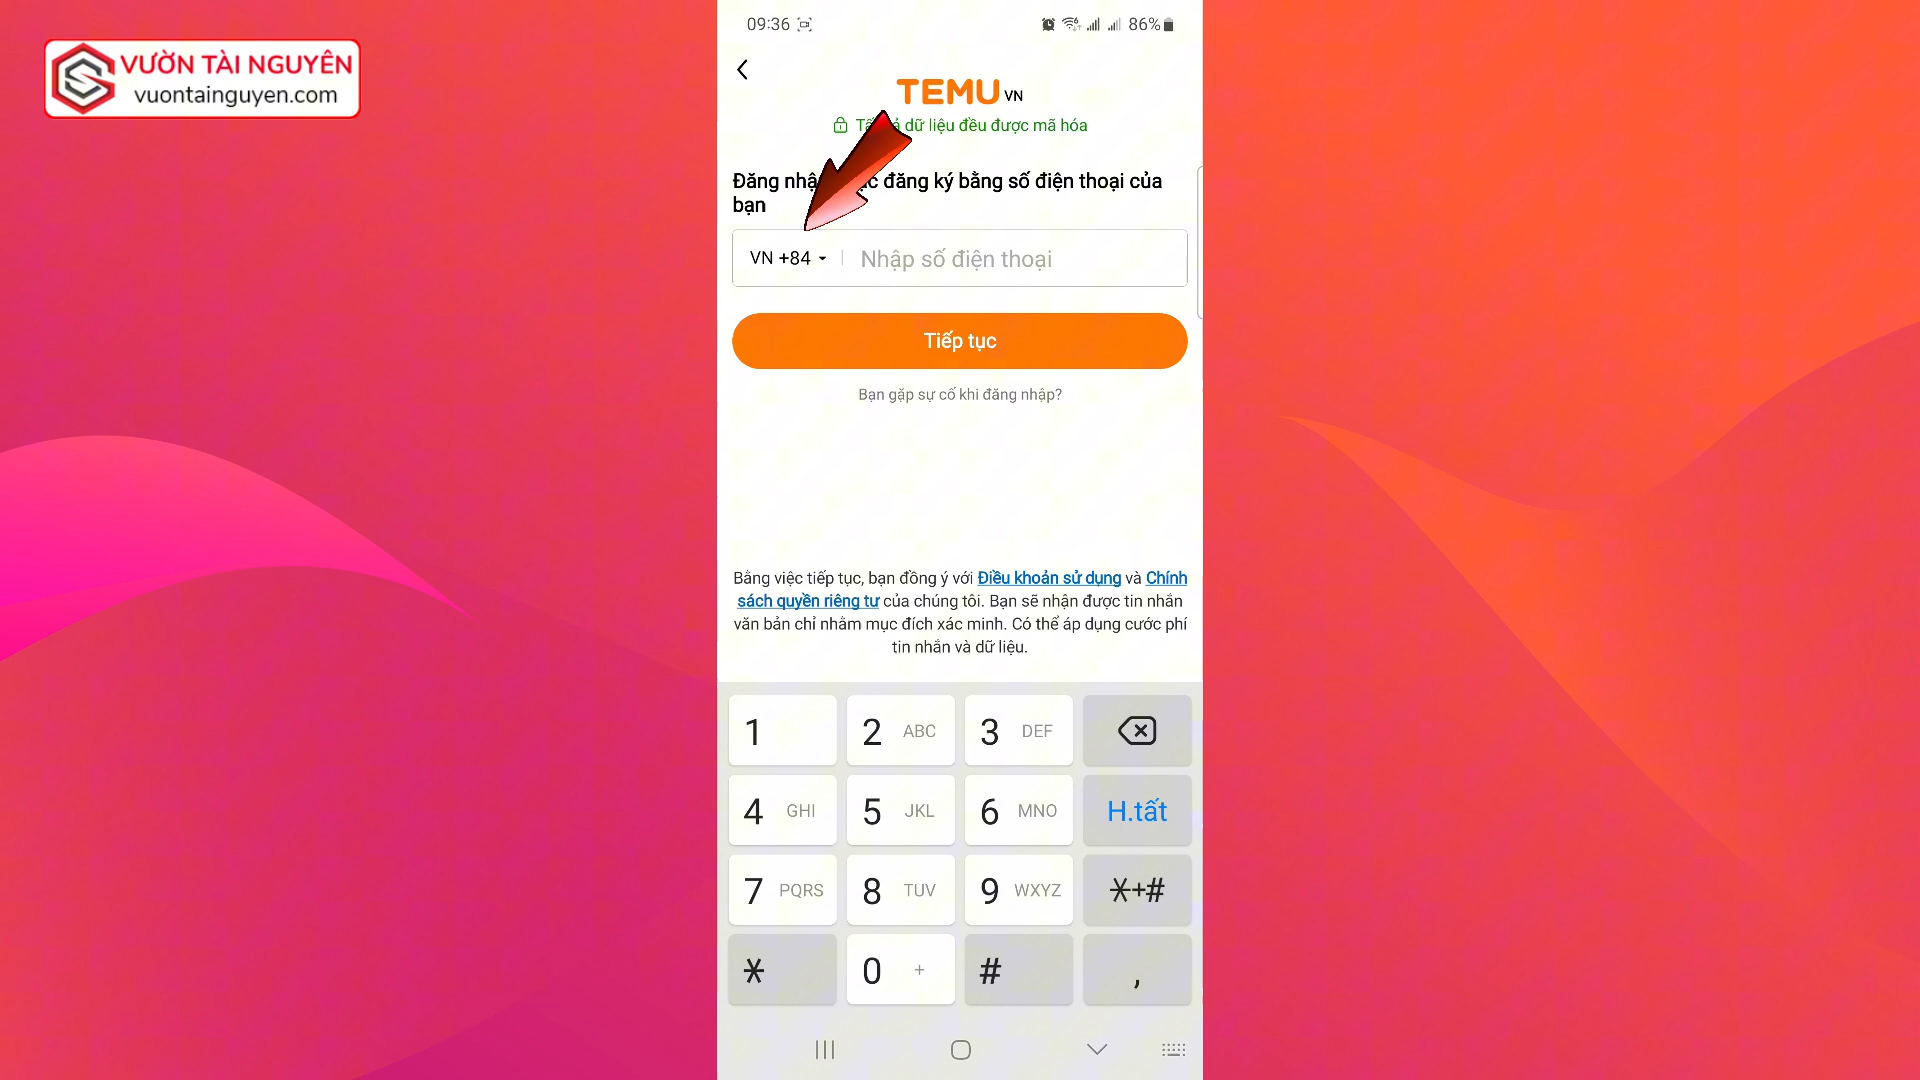 VƯỜN TÀI NGUYÊN
vuontainguyen.com
09:36
86%
TEMU VN
dữ liệu đều được mã hóa
Đăng đăng ký bằng số điện thoại của
bạn
VN +84
Nhập số điện thoại
Tiếp tục
Bạn gặp sự cố khi đăng nhập?
Bằng việc tiếp tục, bạn đồng ý với Điều khoản sử dụng và Chính
sách quyền riêng tư của chúng tôi. Bạn sẽ nhận được tin nhắn
văn bản chỉ nhằm mục đích xác minh. Có thể áp dụng cước phí
tin nhắn và dữ liệu.
1
2 ABC
3 DEF
4 GHI
5 JKL
6 MNO
H.tất
7 PQRS
8 TUV
9 WXYZ
*+#
*
0 +
#
,